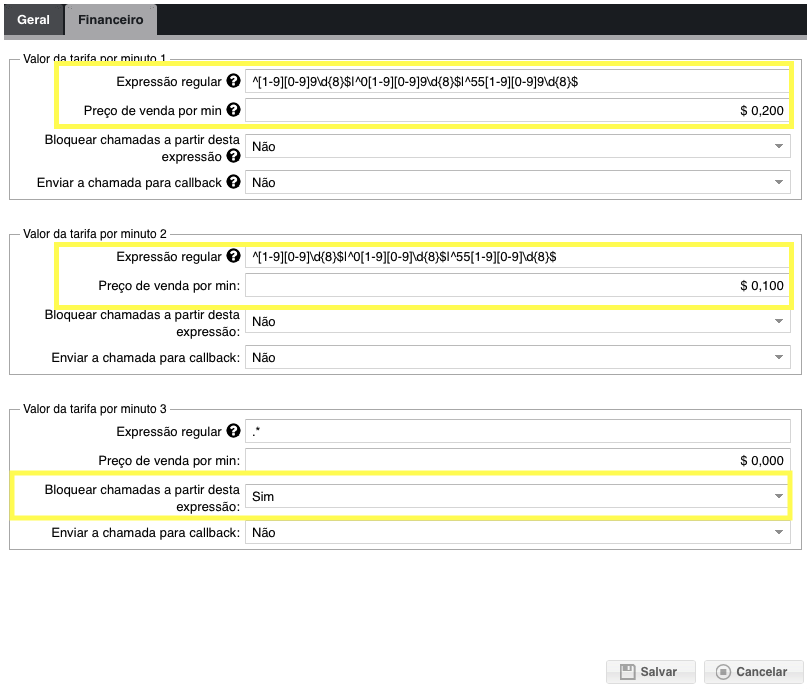 Geral
Financeiro
Valor da tarifa por minuto 1
Expressão regular ?
^[1-9][0-9]9\d{8}$|^0[1-9][0-9]9\d{8}$|^55[1-9][0-9]9\d{8}$
Preço de venda por min ?
$ 0,200
Bloquear chamadas a partir desta
expressão ?
Não
Enviar a chamada para callback ?
Não
Valor da tarifa por minuto 2
Expressão regular ?
^[1-9][0-9]\d{8}$|^0[1-9][0-9]\d{8}$|^55[1-9][0-9]\d{8}$
Preço de venda por min:
$ 0,100
Bloquear chamadas a partir desta
expressão:
Não
Enviar a chamada para callback:
Não
Valor da tarifa por minuto 3
Expressão regular ?
.*
Preço de venda por min:
$ 0,000
Bloquear chamadas a partir desta
expressão:
Sim
Enviar a chamada para callback:
Não
Salvar
Cancelar